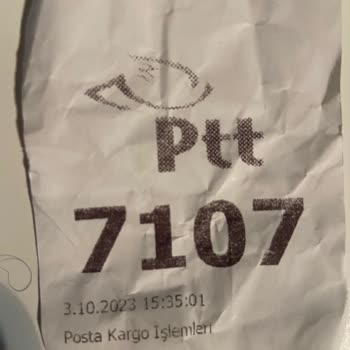 Ptt
7107
3.10.2023 15:35:01
Posta Kargo İşlemleri